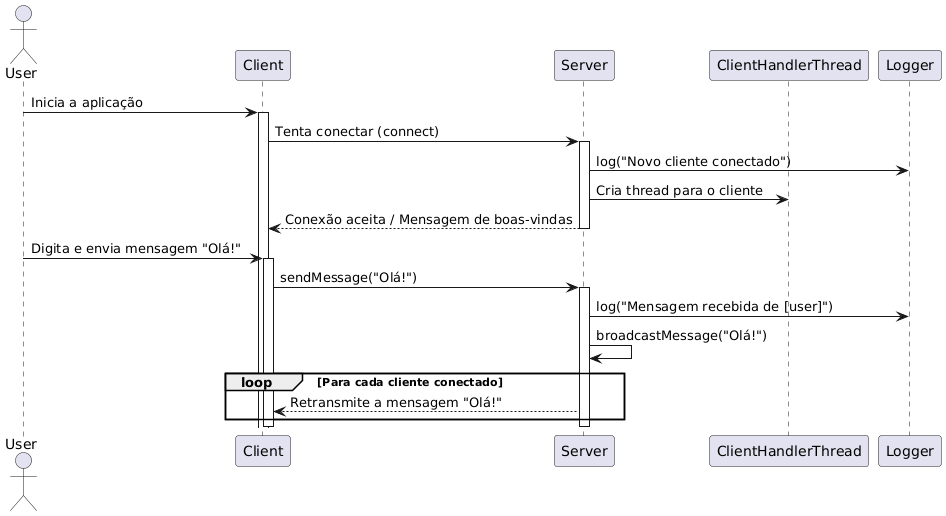 User
Client
Server
ClientHandlerThread
Logger
Inicia a aplicação
Tenta conectar (connect)
log("Novo cliente conectado")
Cria thread para o cliente
Conexão aceita / Mensagem de boas-vindas
Digita e envia mensagem "Olá!"
sendMessage("Olá!")
log("Mensagem recebida de [user]")
broadcastMessage("Olá!")
loop [Para cada cliente conectado]
Retransmite a mensagem "Olá!"
User
Client
Server
ClientHandlerThread
Logger